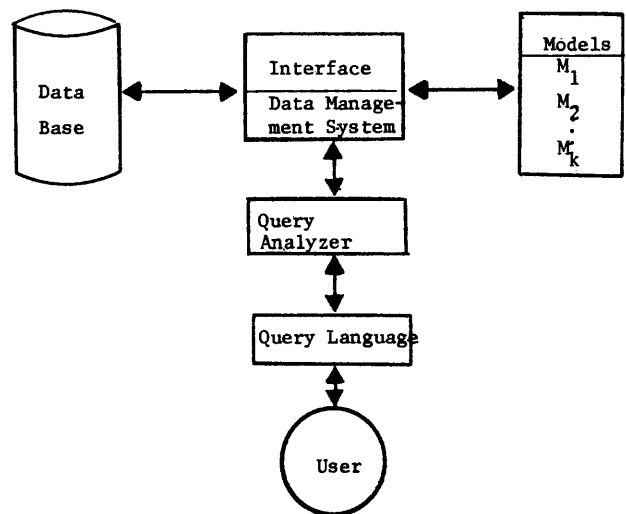 Data
Base
Interface
Data Manage-
ment System
Models
M1
M2
:
Mk
Query
Analyzer
Query Language
User